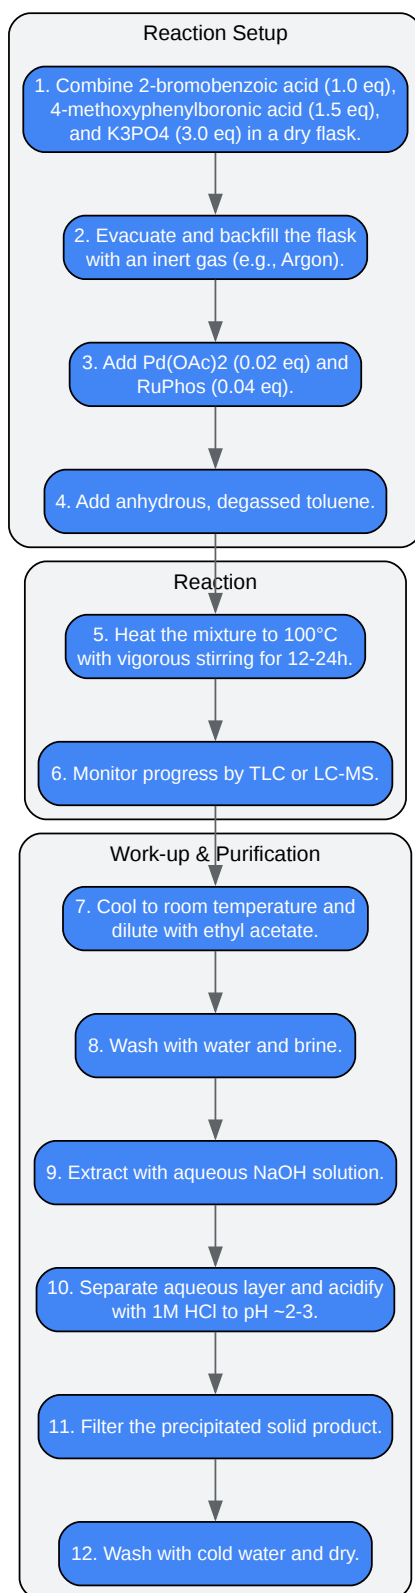 Reaction Setup
1. Combine 2-bromobenzoic acid (1.0 eq),
4-methoxyphenylboronic acid (1.5 eq),
and K3PO4 (3.0 eq) in a dry flask.
2. Evacuate and backfill the flask
with an inert gas (e.g., Argon).
3. Add Pd(OAc)2 (0.02 eq) and
RuPhos (0.04 eq).
4. Add anhydrous, degassed toluene.
Reaction
5. Heat the mixture to 100°C
with vigorous stirring for 12-24h.
6. Monitor progress by TLC or LC-MS.
Work-up & Purification
7. Cool to room temperature and
dilute with ethyl acetate.
8. Wash with water and brine.
9. Extract with aqueous NaOH solution.
10. Separate aqueous layer and acidify
with 1M HCl to pH ~2-3.
11. Filter the precipitated solid product.
12. Wash with cold water and dry.